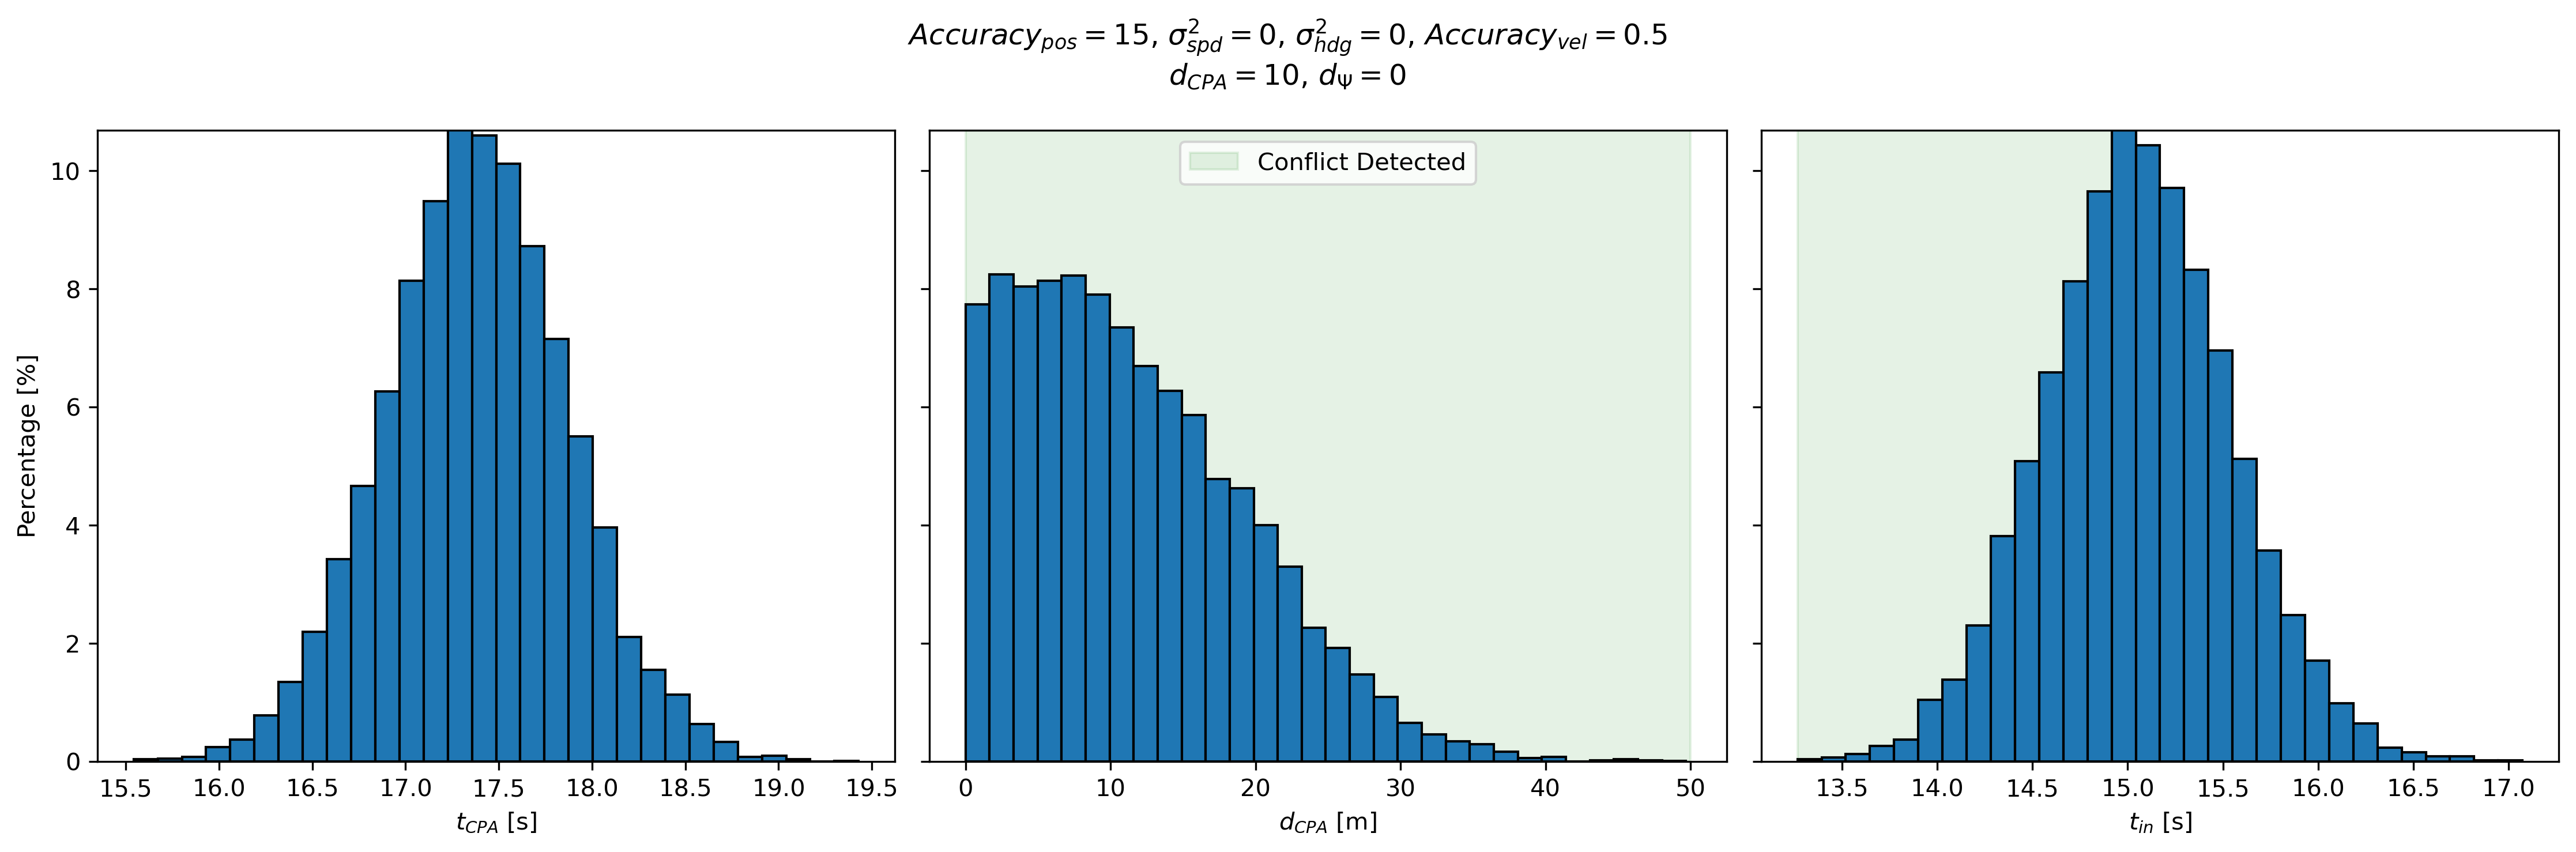 Accuracy_pos = 15, σ²_spd = 0, σ²_hdg = 0, Accuracy_vel = 0.5
d_CPA = 10, d_ψ = 0
Conflict Detected
Percentage [%]
10
8
6
4
2
0
15.5 16.0 16.5 17.0 17.5 18.0 18.5 19.0 19.5
t_CPA [s]
0 10 20 30 40 50
d_CPA [m]
13.5 14.0 14.5 15.0 15.5 16.0 16.5 17.0
t_in [s]